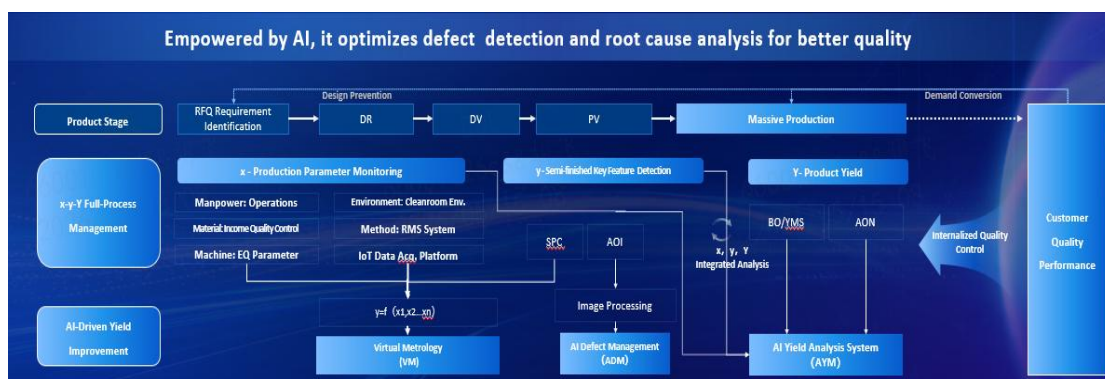 Empowered by AI, it optimizes defect detection and root cause analysis for better quality
Design Prevention
Demand Conversion
Product Stage
RFQ Requirement
Identification
DR
DV
PV
Massive Production
x - Production Parameter Monitoring
y - Semi-finished Key Feature Detection
Y- Product Yield
x-y-Y Full-Process
Management
Manpower: Operations
Environment: Cleanroom Env.
Material: Income Quality Control
Method: RMS System
Machine: EQ Parameter
IoT Data Acq. Platform
SPC
AOI
x, y, Y
Integrated Analysis
BO/YMS
AON
Internalized Quality
Control
Customer
Quality
Performance
AI-Driven Yield
Improvement
y=f (x1,x2...xn)
Image Processing
Virtual Metrology
(VM)
AI Defect Management
(ADM)
AI Yield Analysis System
(AYM)